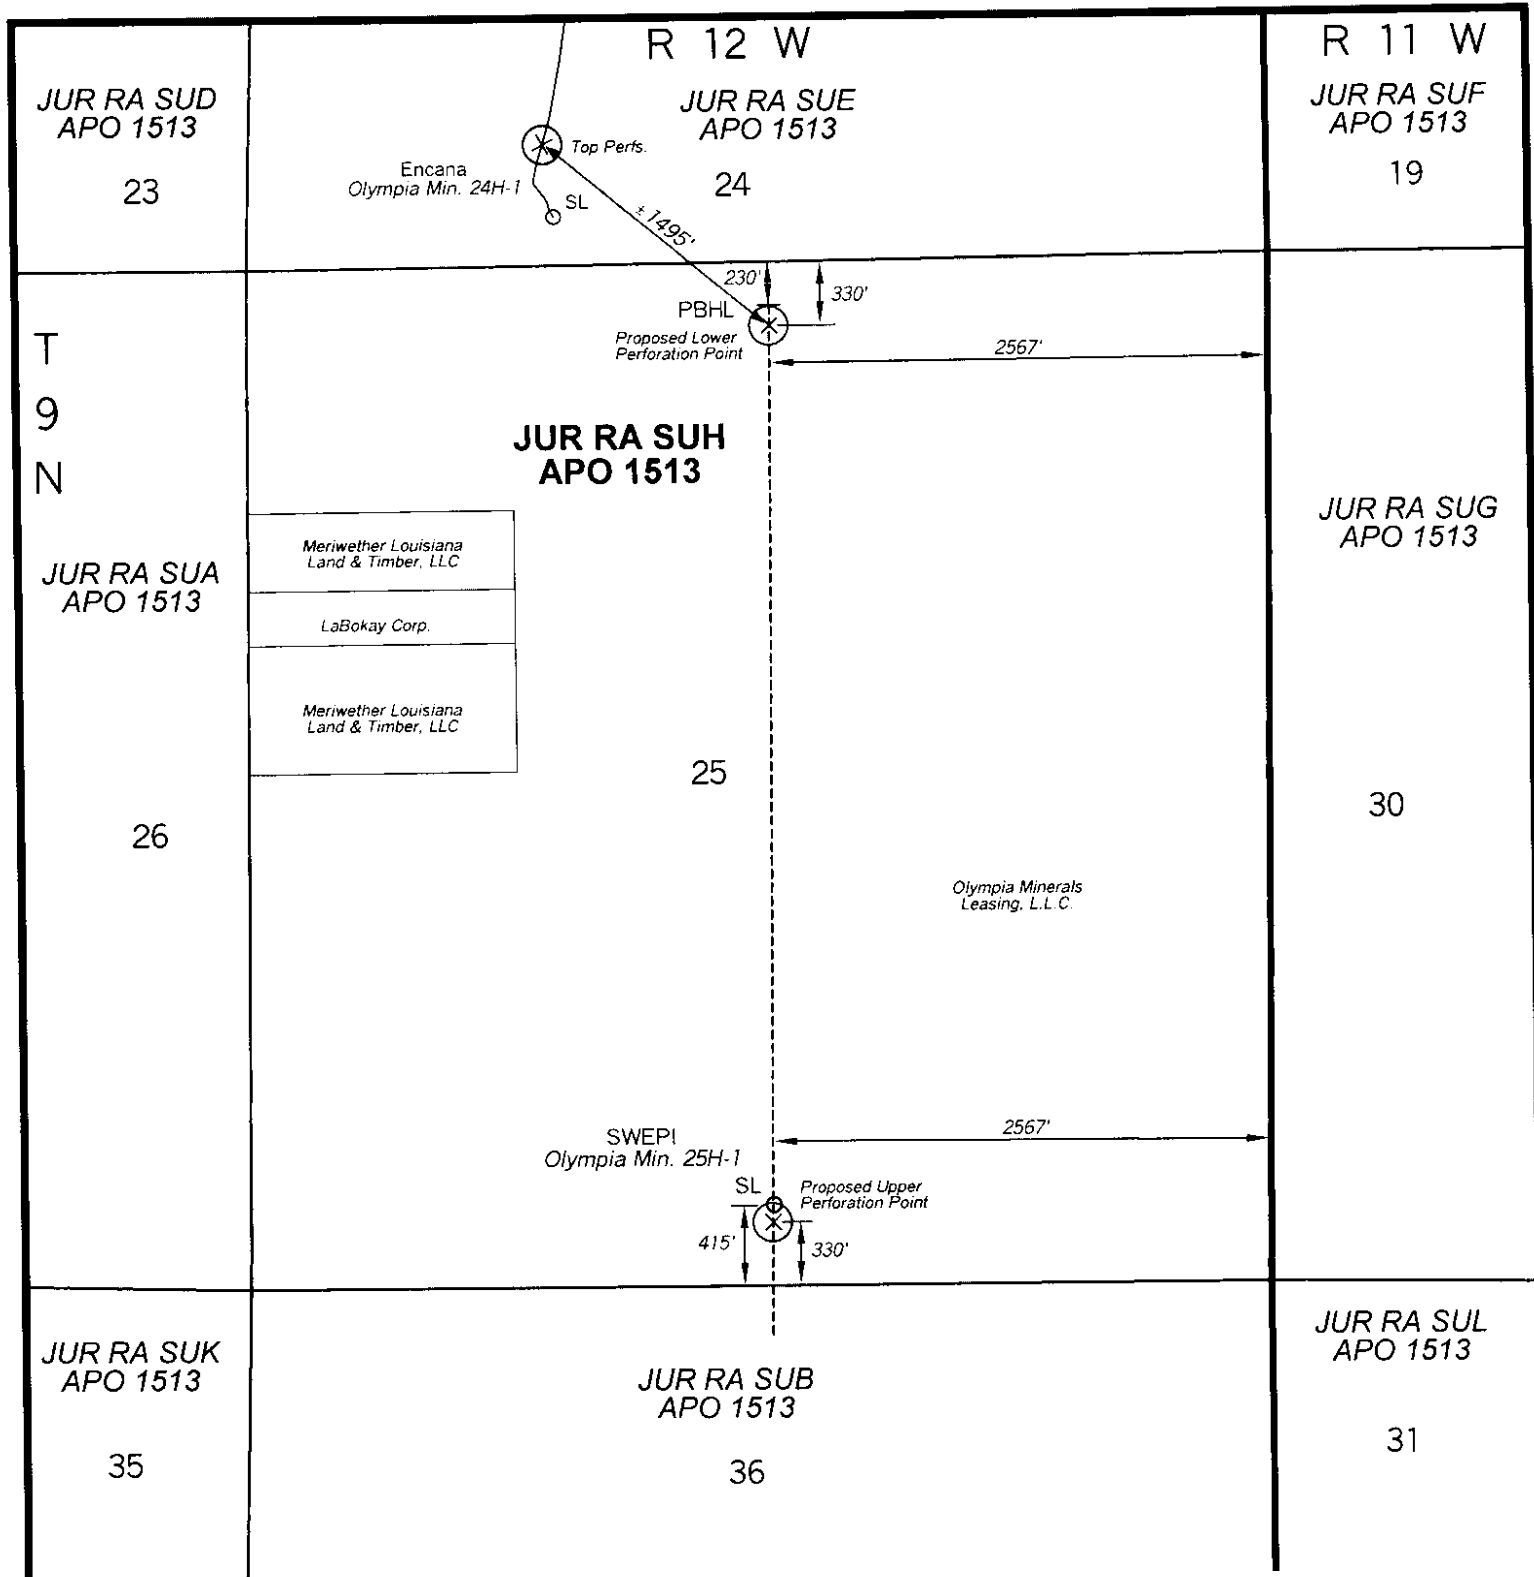 R 12 W
R 11 W
JUR RA SUD
APO 1513
23
JUR RA SUE
APO 1513
24
JUR RA SUF
APO 1513
19
Top Perfs.
Encana
Olympia Min. 24H-1
SL
±1495'
230'
330'
PBHL
Proposed Lower
Perforation Point
2567'
T
9
N
JUR RA SUH
APO 1513
JUR RA SUG
APO 1513
Meriwether Louisiana
Land & Timber, LLC
JUR RA SUA
APO 1513
LaBokay Corp.
Meriwether Louisiana
Land & Timber, LLC
25
30
26
Olympia Minerals
Leasing, L.L.C.
2567'
SWEPI
Olympia Min. 25H-1
SL
Proposed Upper
Perforation Point
415'
330'
JUR RA SUK
APO 1513
35
JUR RA SUB
APO 1513
36
JUR RA SUL
APO 1513
31